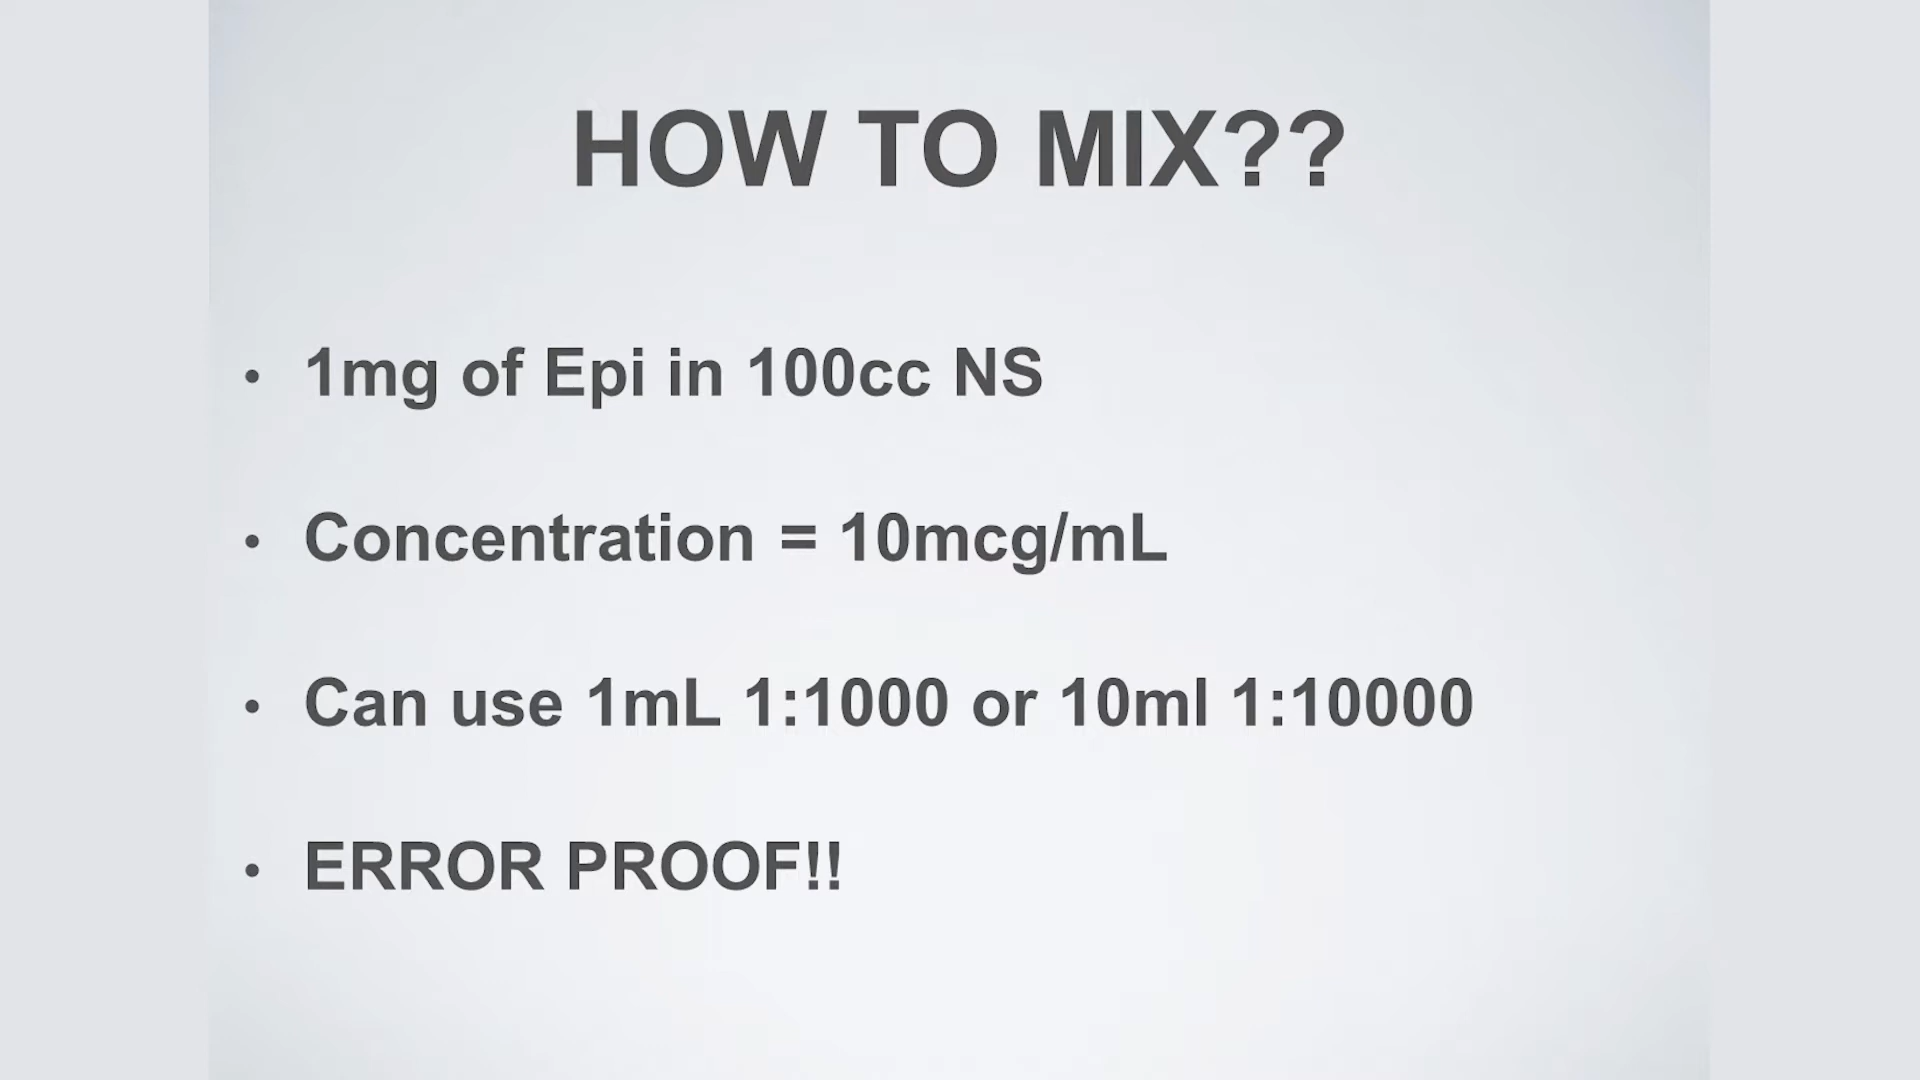 HOW TO MIX??
• 1mg of Epi in 100cc NS
• Concentration = 10mcg/mL
• Can use 1mL 1:1000 or 10ml 1:10000
• ERROR PROOF!!